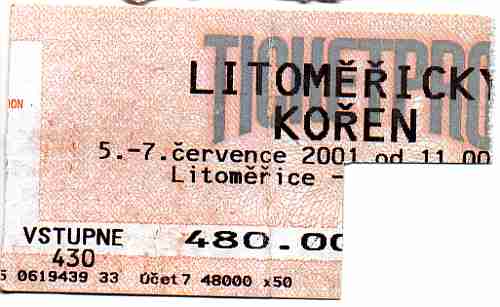 TICKETPRO
LITOMĚŘICKÝ
KOŘEN
5.-7.července 2001 od 11.00
Litoměřice -
VSTUPNE 480.00
430
5 0619439 33 Účet7 48000 x50